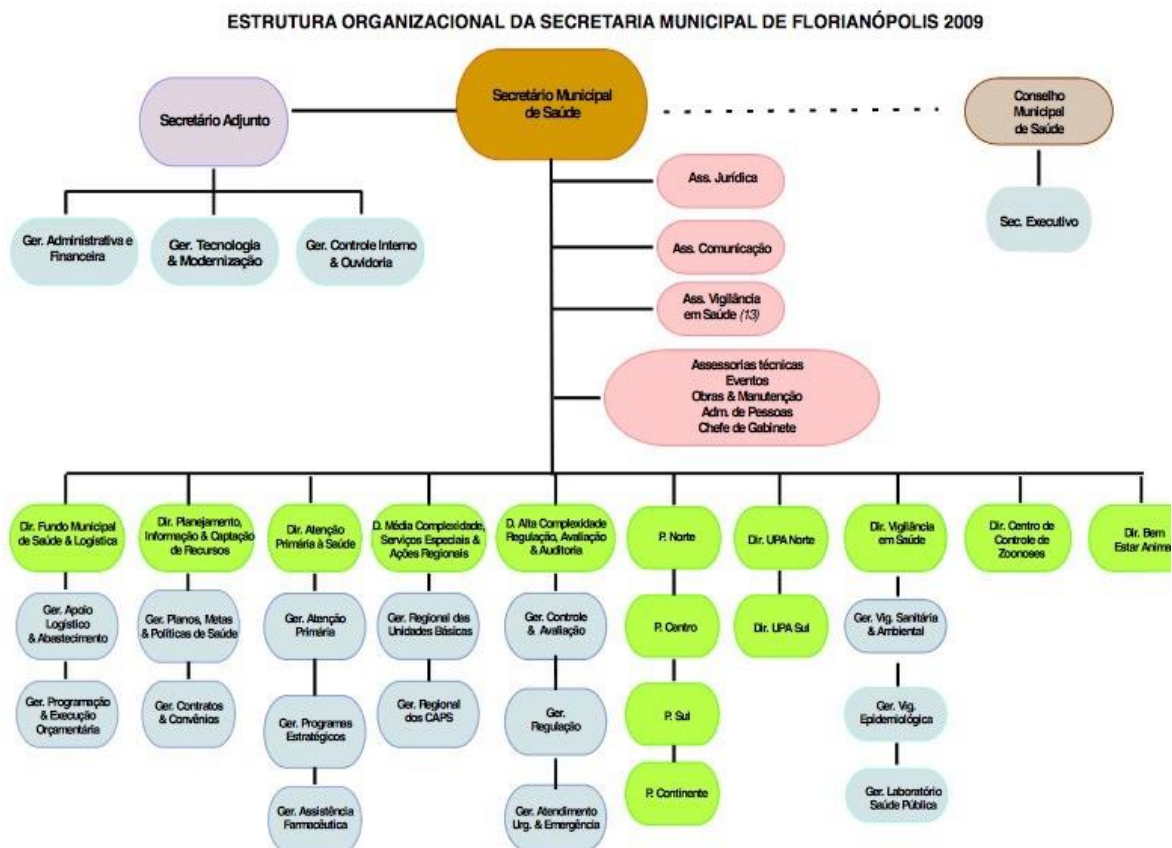 ESTRUTURA ORGANIZACIONAL DA SECRETARIA MUNICIPAL DE FLORIANÓPOLIS 2009
Secretário Adjunto
Secretário Municipal
de Saúde
Conselho
Municipal
de Saúde
Ass. Jurídica
Sec. Executivo
Ger. Administrativa e
Financeira
Ger. Tecnologia
& Modernização
Ger. Controle Interno
& Ouvidoria
Ass. Comunicação
Ass. Vigilância
em Saúde (13)
Assessorias técnicas
Eventos
Obras & Manutenção
Adm. de Pessoas
Chefe de Gabinete
Dir. Fundo Municipal
de Saúde & Logística
Dir. Planejamento,
Informação & Captação
de Recursos
Dir. Atenção
Primária à Saúde
D. Média Complexidade,
Serviços Especiais &
Ações Regionais
D. Alta Complexidade
Regulação, Avaliação
& Auditoria
P. Norte
Dir. UPA Norte
Dir. Vigilância
em Saúde
Dir. Centro de
Controle de
Zoonoses
Dir. Bem
Estar Anima
Ger. Apoio
Logístico
& Abastecimento
Ger. Planos, Metas
& Políticas de Saúde
Ger. Atenção
Primária
Ger. Regional das
Unidades Básicas
Ger. Controle
& Avaliação
P. Centro
Dir. UPA Sul
Ger. Vig. Sanitária
& Ambiental
Ger. Programação
& Execução
Orçamentária
Ger. Contratos
& Convênios
Ger. Programas
Estratégicos
Ger. Regional
dos CAPS
Ger.
Regulação
P. Sul
Ger. Vig.
Epidemiológica
Ger. Assistência
Farmacêutica
Ger. Atendimento
Urg. & Emergência
P. Continente
Ger. Laboratório
Saúde Pública